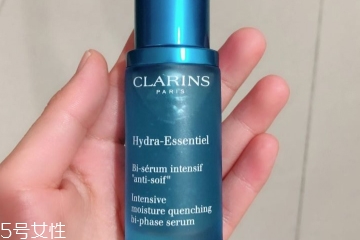 CLARINS
PARIS
Hydra-Essentiel
Bi-sérum intensif
"anti-soif"
Intensive
moisture quenching
bi-phase serum
5号女性